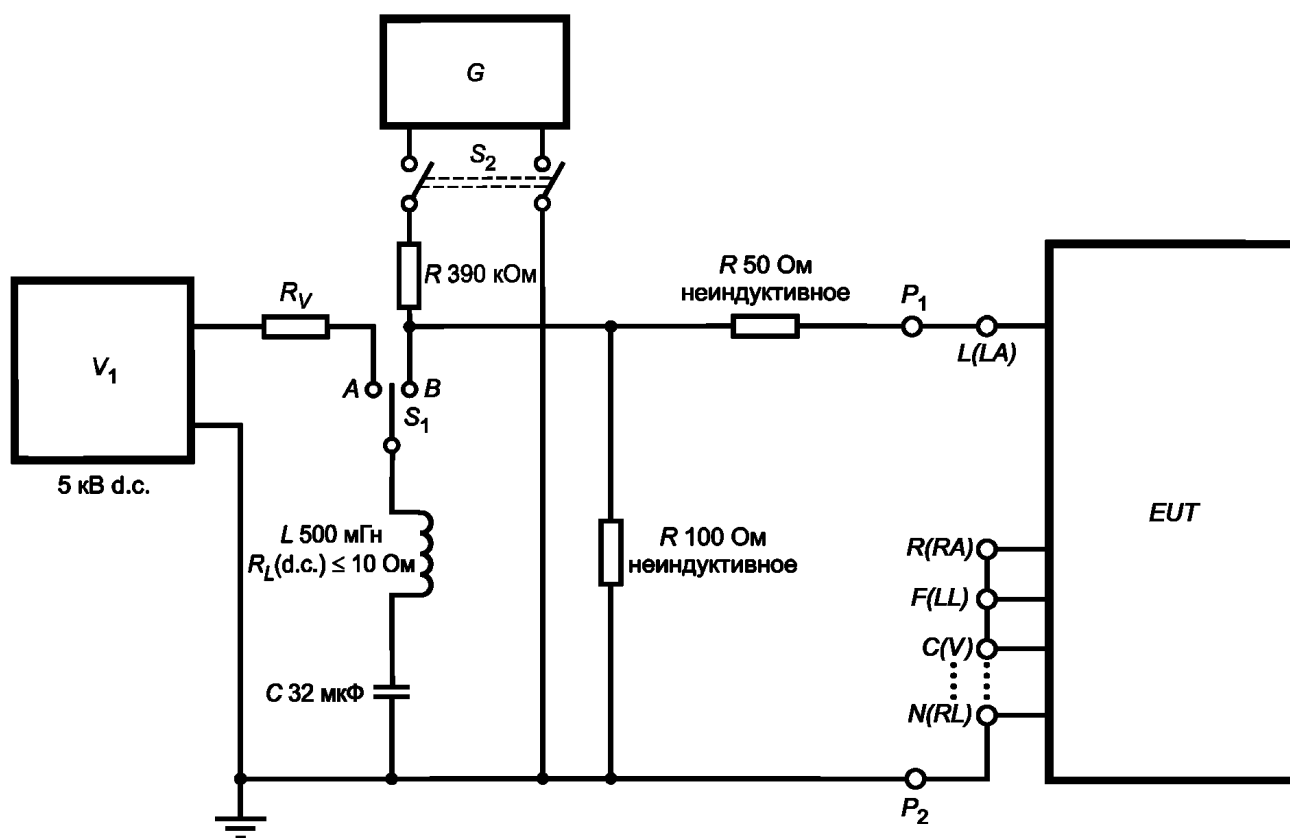 G
S2
R 390 кОм
R 50 Ом
неиндуктивное
P1
L(LA)
RV
V1
A
B
S1
5 кВ d.c.
L 500 мГн
RL(d.c.) ≤ 10 Ом
R 100 Ом
неиндуктивное
EUT
R(RA)
F(LL)
C(V)
C 32 мкФ
N(RL)
P2